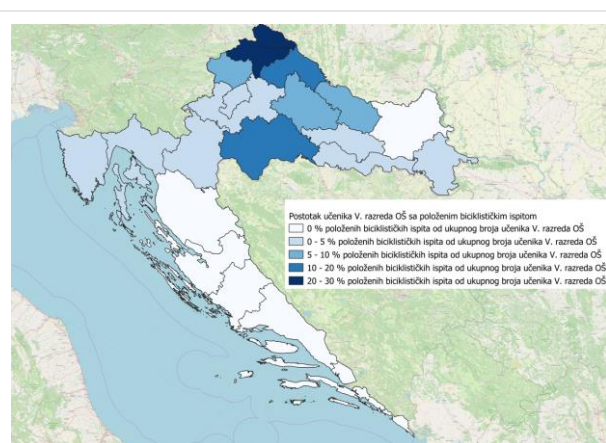 Postotak učenika V. razreda OŠ sa položenim biciklističkim ispitom
0 % položenih biciklističkih ispita od ukupnog broja učenika V. razreda OŠ
0 - 5 % položenih biciklističkih ispita od ukupnog broja učenika V. razreda OŠ
5 - 10 % položenih biciklističkih ispita od ukupnog broja učenika V. razreda OŠ
10 - 20 % položenih biciklističkih ispita od ukupnog broja učenika V. razreda OŠ
20 - 30 % položenih biciklističkih ispita od ukupnog broja učenika V. razreda OŠ